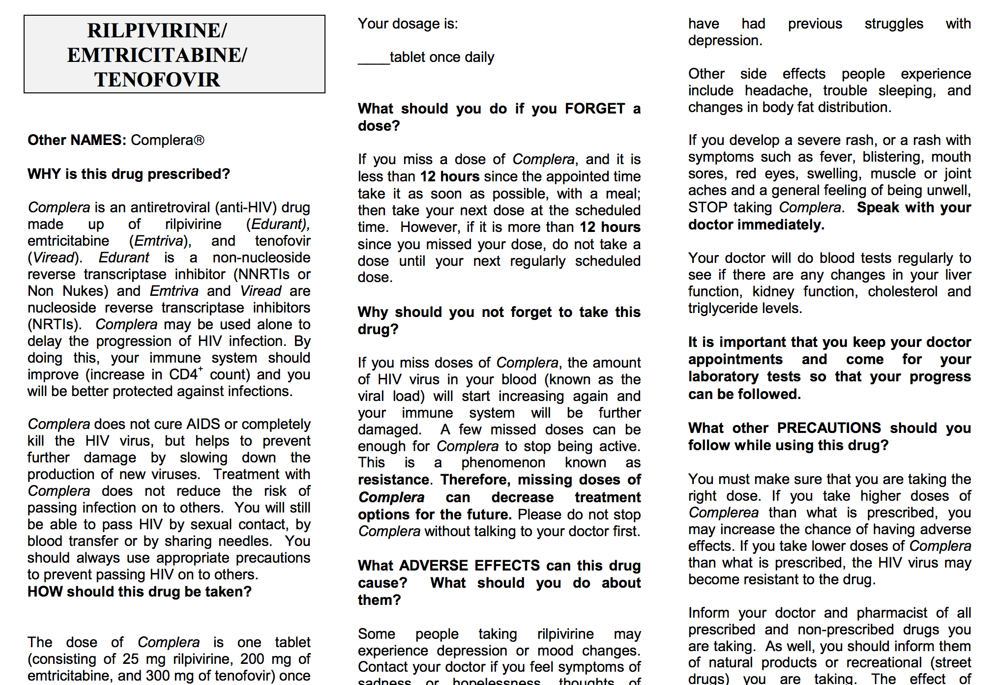 RILPIVIRINE/
EMTRICITABINE/
TENOFOVIR
Other NAMES: Complera®
WHY is this drug prescribed?
Complera is an antiretroviral (anti-HIV) drug
made up of rilpivirine (Edurant),
emtricitabine (Emtriva), and tenofovir
(Viread). Edurant is a non-nucleoside
reverse transcriptase inhibitor (NNRTIs or
Non Nukes) and Emtriva and Viread are
nucleoside reverse transcriptase inhibitors
(NRTIs). Complera may be used alone to
delay the progression of HIV infection. By
doing this, your immune system should
improve (increase in CD4⁺ count) and you
will be better protected against infections.
Complera does not cure AIDS or completely
kill the HIV virus, but helps to prevent
further damage by slowing down the
production of new viruses. Treatment with
Complera does not reduce the risk of
passing infection on to others. You will still
be able to pass HIV by sexual contact, by
blood transfer or by sharing needles. You
should always use appropriate precautions
to prevent passing HIV on to others.
HOW should this drug be taken?
The dose of Complera is one tablet
(consisting of 25 mg rilpivirine, 200 mg of
emtricitabine, and 300 mg of tenofovir) once
Your dosage is:
____tablet once daily
What should you do if you FORGET a
dose?
If you miss a dose of Complera, and it is
less than 12 hours since the appointed time
take it as soon as possible, with a meal;
then take your next dose at the scheduled
time. However, if it is more than 12 hours
since you missed your dose, do not take a
dose until your next regularly scheduled
dose.
Why should you not forget to take this
drug?
If you miss doses of Complera, the amount
of HIV virus in your blood (known as the
viral load) will start increasing again and
your immune system will be further
damaged. A few missed doses can be
enough for Complera to stop being active.
This is a phenomenon known as
resistance. Therefore, missing doses of
Complera can decrease treatment
options for the future. Please do not stop
Complera without talking to your doctor first.
What ADVERSE EFFECTS can this drug
cause? What should you do about
them?
Some people taking rilpivirine may
experience depression or mood changes.
Contact your doctor if you feel symptoms of
sadness or hopelessness, thoughts of
have had previous struggles with
depression.
Other side effects people experience
include headache, trouble sleeping, and
changes in body fat distribution.
If you develop a severe rash, or a rash with
symptoms such as fever, blistering, mouth
sores, red eyes, swelling, muscle or joint
aches and a general feeling of being unwell,
STOP taking Complera. Speak with your
doctor immediately.
Your doctor will do blood tests regularly to
see if there are any changes in your liver
function, kidney function, cholesterol and
triglyceride levels.
It is important that you keep your doctor
appointments and come for your
laboratory tests so that your progress
can be followed.
What other PRECAUTIONS should you
follow while using this drug?
You must make sure that you are taking the
right dose. If you take higher doses of
Complerea than what is prescribed, you
may increase the chance of having adverse
effects. If you take lower doses of Complera
than what is prescribed, the HIV virus may
become resistant to the drug.
Inform your doctor and pharmacist of all
prescribed and non-prescribed drugs you
are taking. As well, you should inform them
of natural products or recreational (street
drugs) you are taking. The effect of